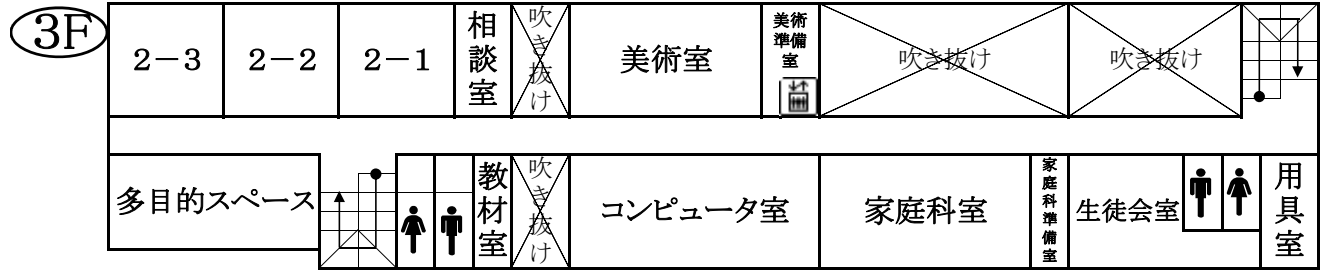 3F
2-3
2-2
2-1
相談室
吹き抜け
美術室
美術準備室
吹き抜け
吹き抜け
多目的スペース
教材室
吹き抜け
コンピュータ室
家庭科室
家庭科準備室
生徒会室
用具室